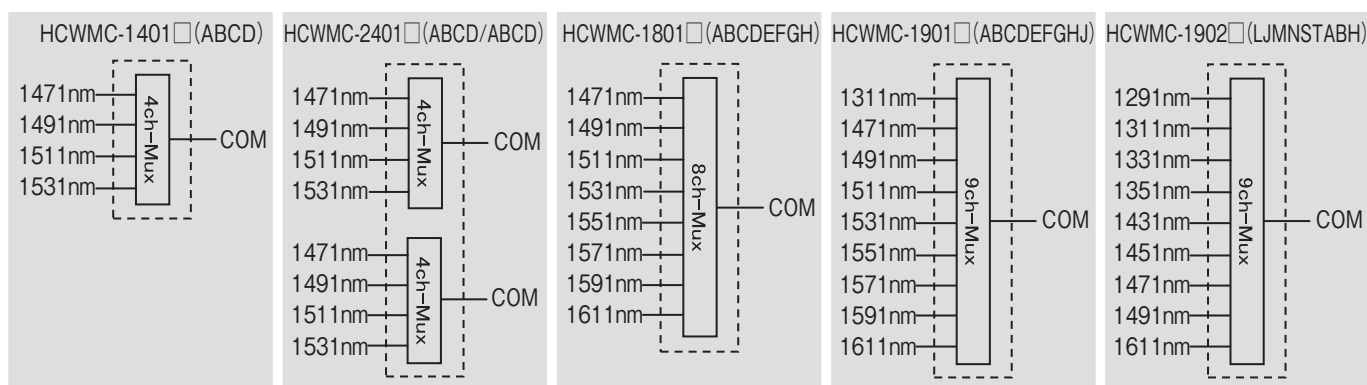 HCWMC-1401□(ABCD)
1471nm
1491nm
1511nm
1531nm
4ch-Mux
COM
HCWMC-2401□(ABCD/ABCD)
1471nm
1491nm
1511nm
1531nm
4ch-Mux
COM
1471nm
1491nm
1511nm
1531nm
4ch-Mux
COM
HCWMC-1801□(ABCDEFGH)
1471nm
1491nm
1511nm
1531nm
1551nm
1571nm
1591nm
1611nm
8ch-Mux
COM
HCWMC-1901□(ABCDEFGHJ)
1311nm
1471nm
1491nm
1511nm
1531nm
1551nm
1571nm
1591nm
1611nm
9ch-Mux
COM
HCWMC-1902□(LJMNSTABH)
1291nm
1311nm
1331nm
1351nm
1431nm
1451nm
1471nm
1491nm
1611nm
9ch-Mux
COM